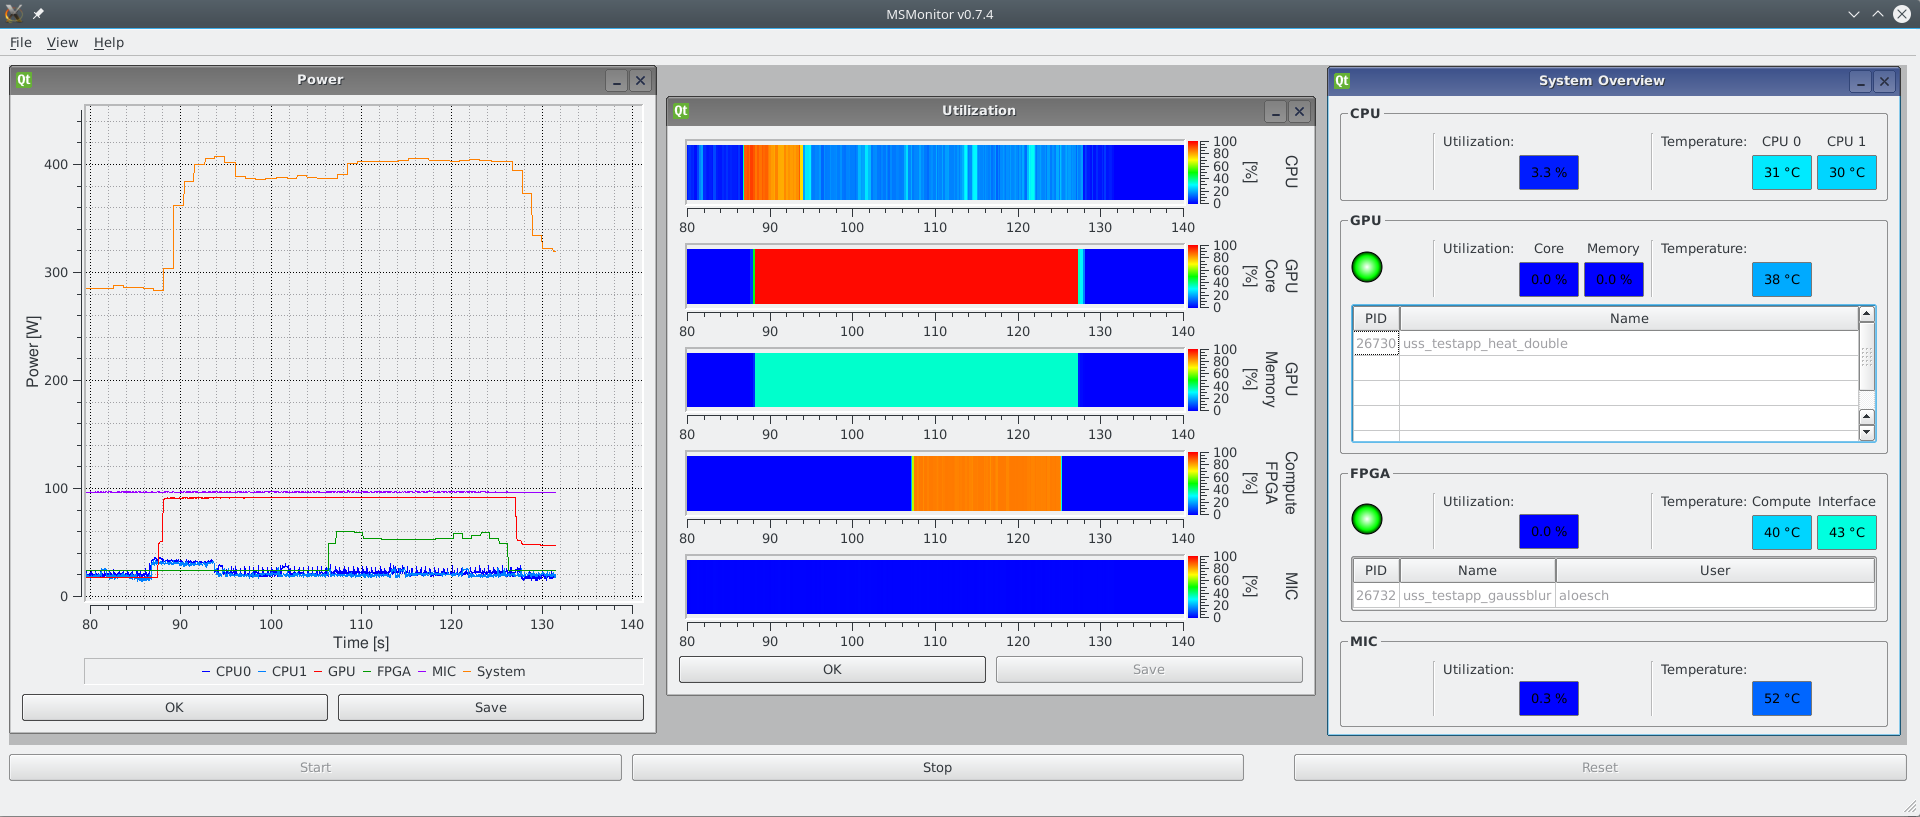 MSMonitor v0.7.4
File View Help
Qt Power
400
300
200
100
0
Power [W]
80 90 100 110 120 130 140
Time [s]
CPU0 CPU1 GPU FPGA MIC System
OK Save
Qt Utilization
100
80
60
40
20
0
[%]
CPU
80 90 100 110 120 130 140
100
80
60
40
20
0
[%]
GPU
Core
80 90 100 110 120 130 140
100
80
60
40
20
0
[%]
GPU
Memory
80 90 100 110 120 130 140
100
80
60
40
20
0
[%]
Compute
FPGA
80 90 100 110 120 130 140
100
80
60
40
20
0
[%]
MIC
80 90 100 110 120 130 140
OK Save
Qt System Overview
CPU
Utilization: Temperature: CPU 0 CPU 1
3.3 % 31 °C 30 °C
GPU
Utilization: Core Memory Temperature:
0.0 % 0.0 % 38 °C
PID Name
26730 uss_testapp_heat_double
FPGA
Utilization: Temperature: Compute Interface
0.0 % 40 °C 43 °C
PID Name User
26732 uss_testapp_gaussblur aloesch
MIC
Utilization: Temperature:
0.3 % 52 °C
Start Stop Reset